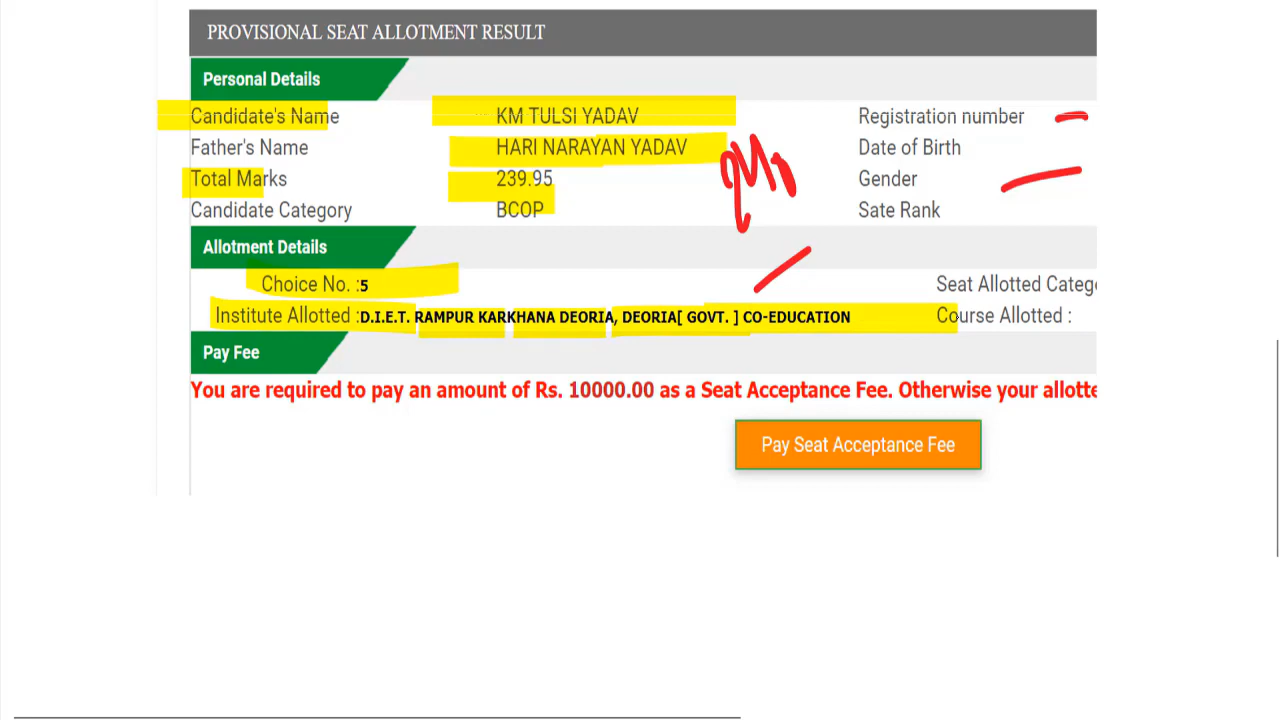 PROVISIONAL SEAT ALLOTMENT RESULT
Personal Details
Candidate's Name KM TULSI YADAV Registration number
Father's Name HARI NARAYAN YADAV Date of Birth
Total Marks 239.95 Gender
Candidate Category BCOP Sate Rank
Allotment Details
Choice No. :5 Seat Allotted Catego
Institute Allotted :D.I.E.T. RAMPUR KARKHANA DEORIA, DEORIA[ GOVT. ] CO-EDUCATION Course Allotted :
Pay Fee
You are required to pay an amount of Rs. 10000.00 as a Seat Acceptance Fee. Otherwise your allotte
Pay Seat Acceptance Fee